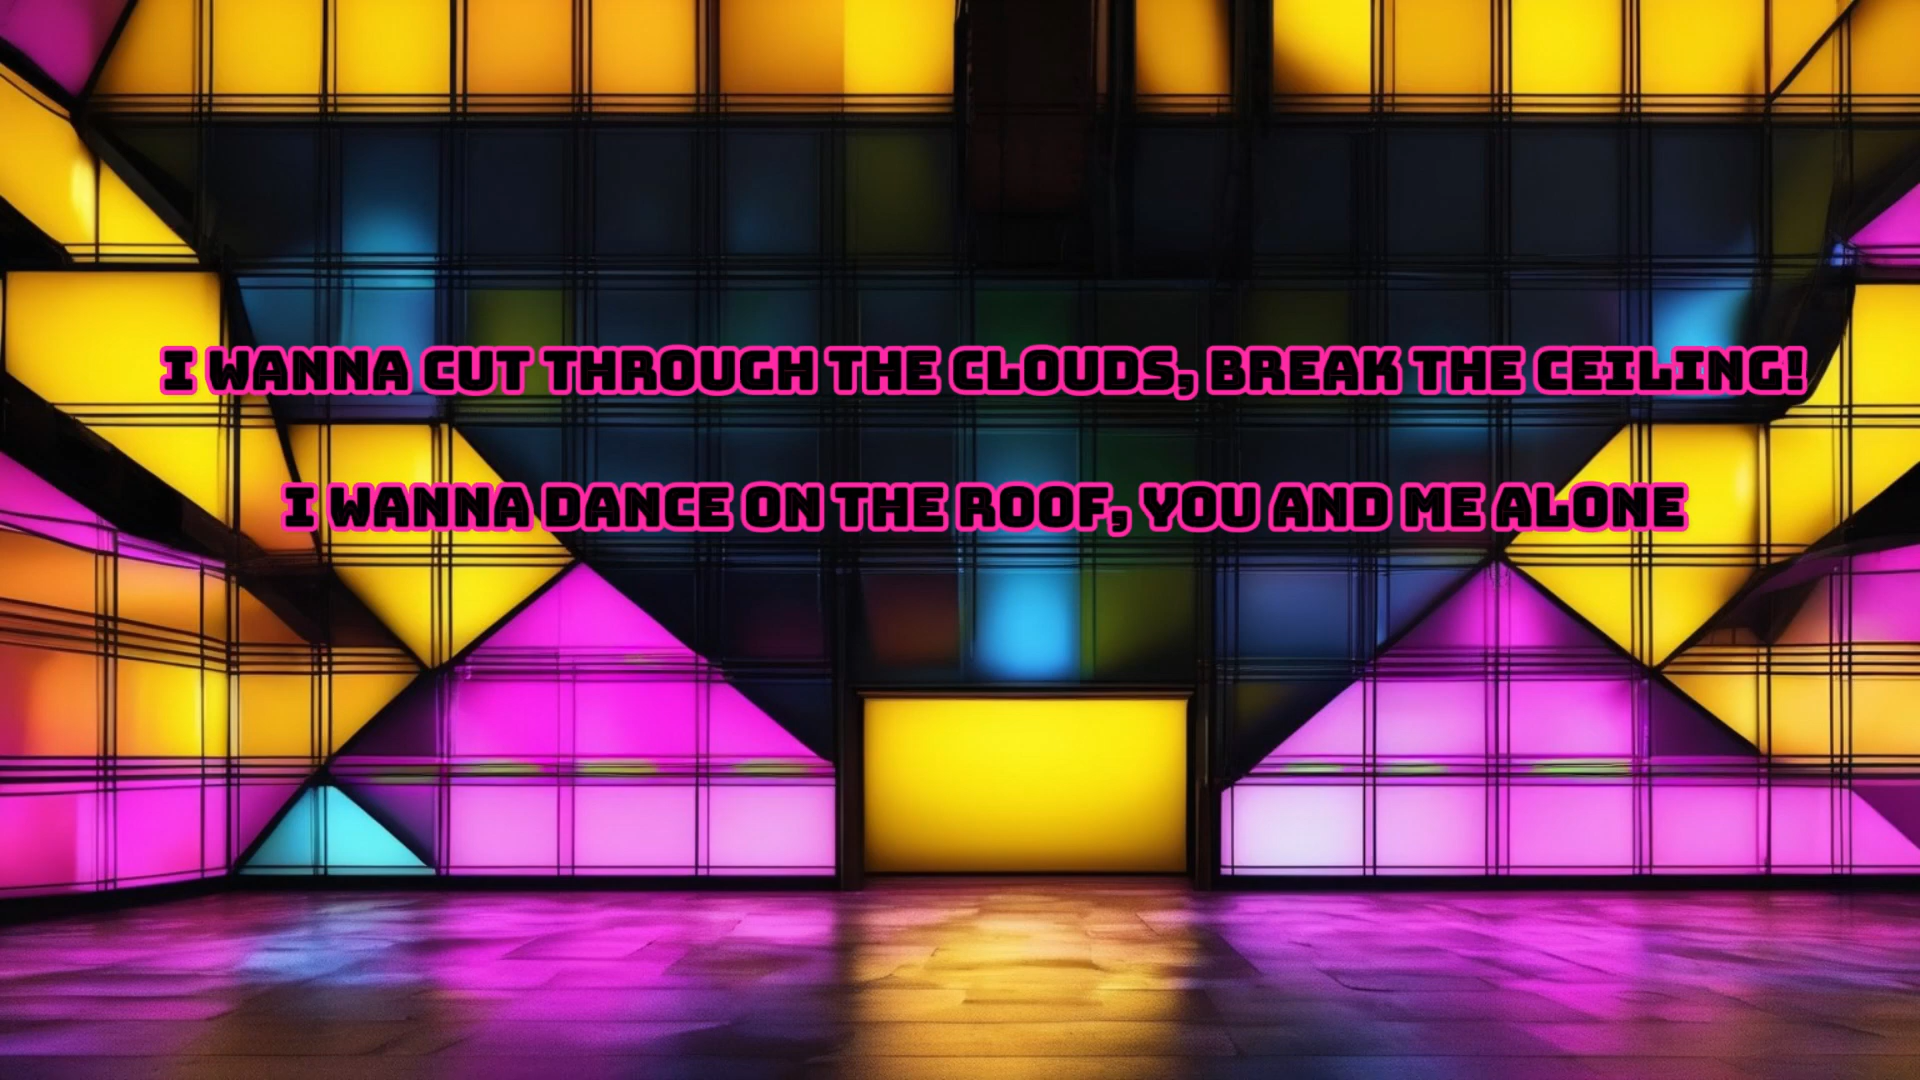 I WANNA CUT THROUGH THE CLOUDS, BREAK THE CEILING!
I WANNA DANCE ON THE ROOF, YOU AND ME ALONE